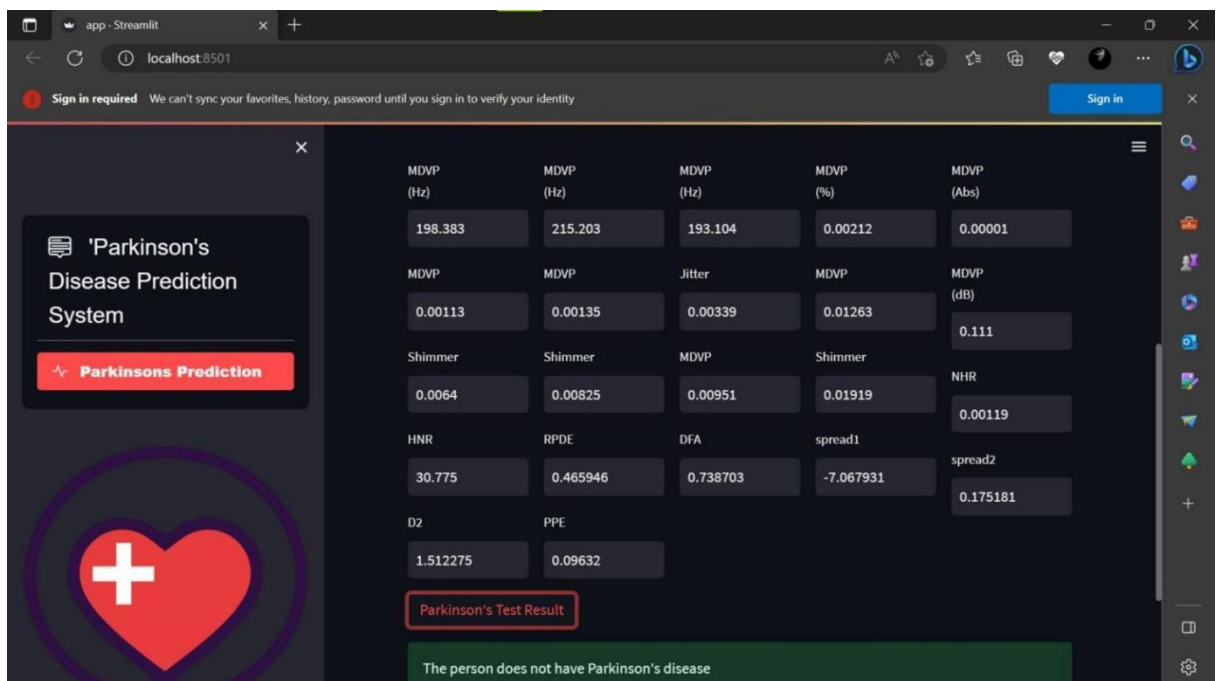 app · Streamlit
localhost:8501
Sign in required We can't sync your favorites, history, password until you sign in to verify your identity
Sign in
'Parkinson's
Disease Prediction
System
Parkinsons Prediction
MDVP MDVP MDVP MDVP MDVP
(Hz) (Hz) (Hz) (%) (Abs)
198.383 215.203 193.104 0.00212 0.00001
MDVP MDVP Jitter MDVP MDVP
(dB)
0.00113 0.00135 0.00339 0.01263
0.111
Shimmer Shimmer MDVP Shimmer
NHR
0.0064 0.00825 0.00951 0.01919
0.00119
HNR RPDE DFA spread1
spread2
30.775 0.465946 0.738703 -7.067931
0.175181
D2 PPE
1.512275 0.09632
Parkinson's Test Result
The person does not have Parkinson's disease